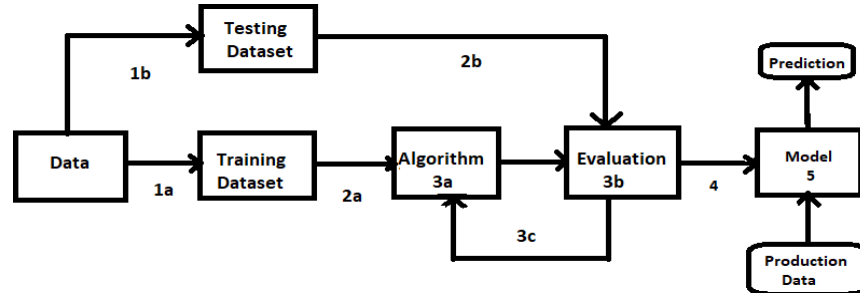 Testing
Dataset
1b
2b
Prediction
Data
Training
Dataset
Algorithm
3a
Evaluation
3b
Model
5
1a
2a
4
3c
Production
Data